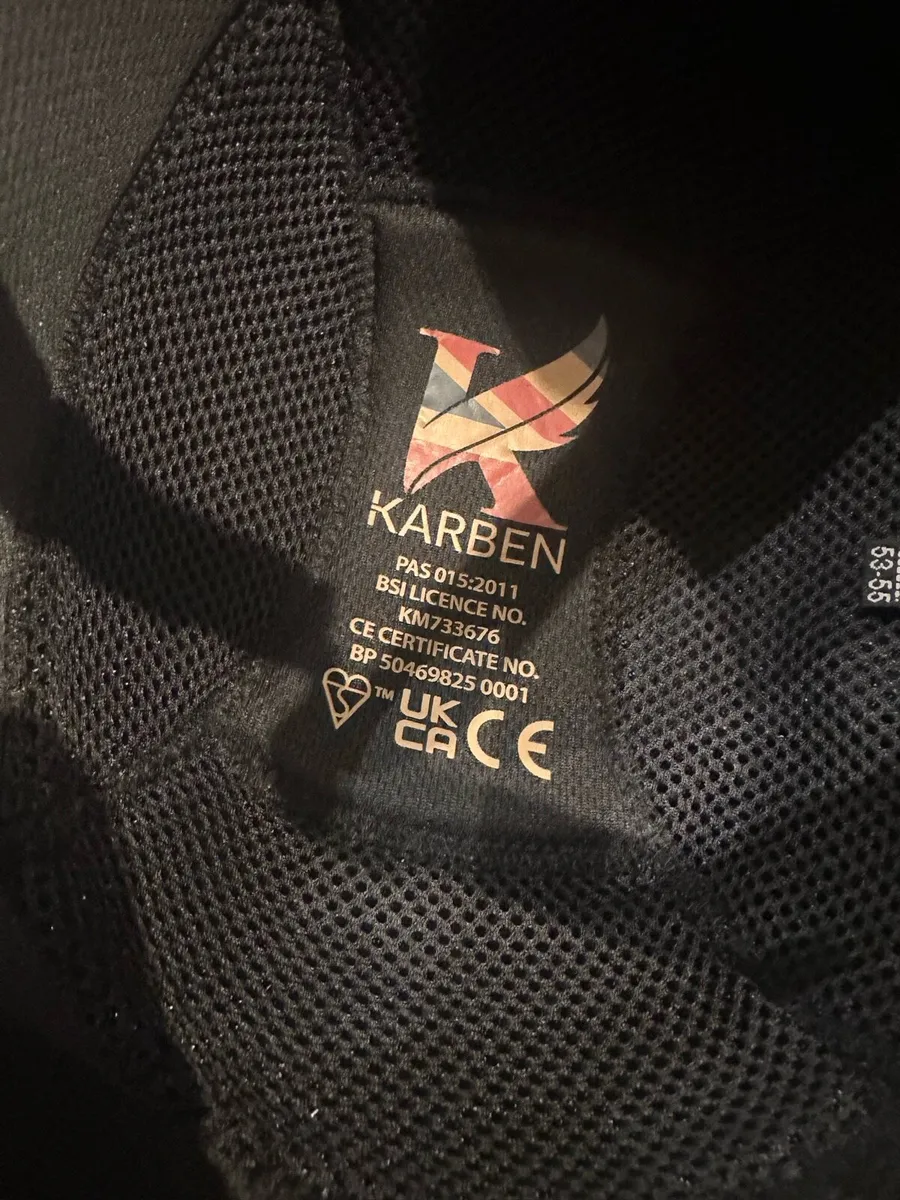 KARBEN
PAS 015:2011
BSI LICENCE NO.
KM733676
CE CERTIFICATE NO.
BP 50469825 0001
TM
UK
CA CE
53-55